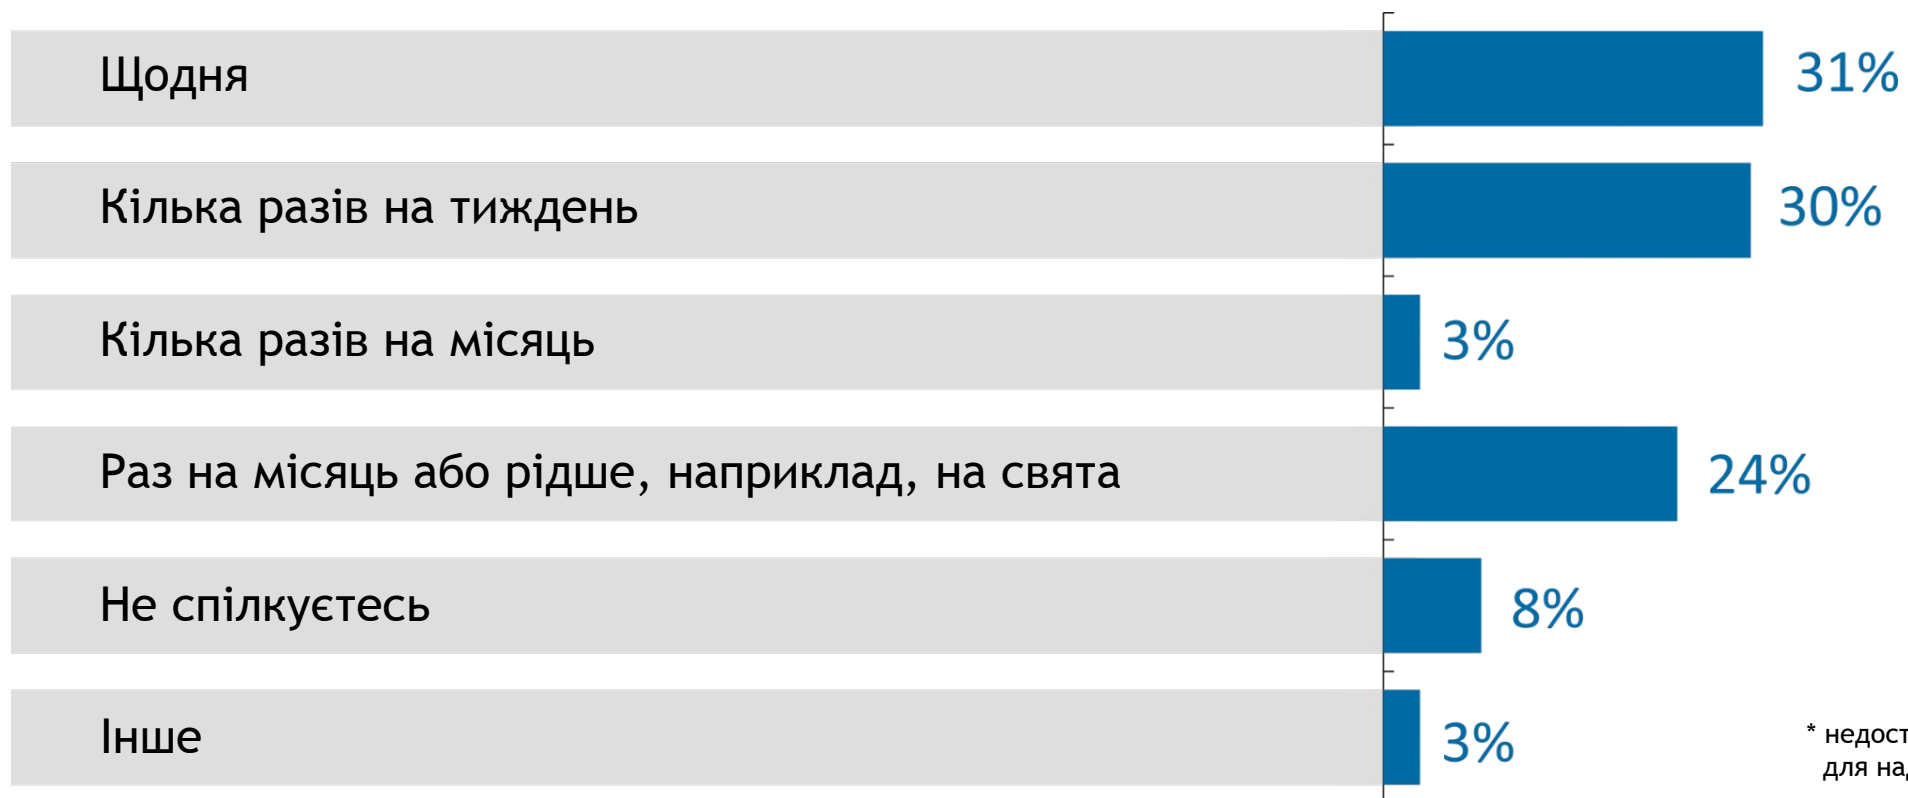 Щодня 31%
Кілька разів на тиждень 30%
Кілька разів на місяць 3%
Раз на місяць або рідше, наприклад, на свята 24%
Не спілкуєтесь 8%
Інше 3%
*
для